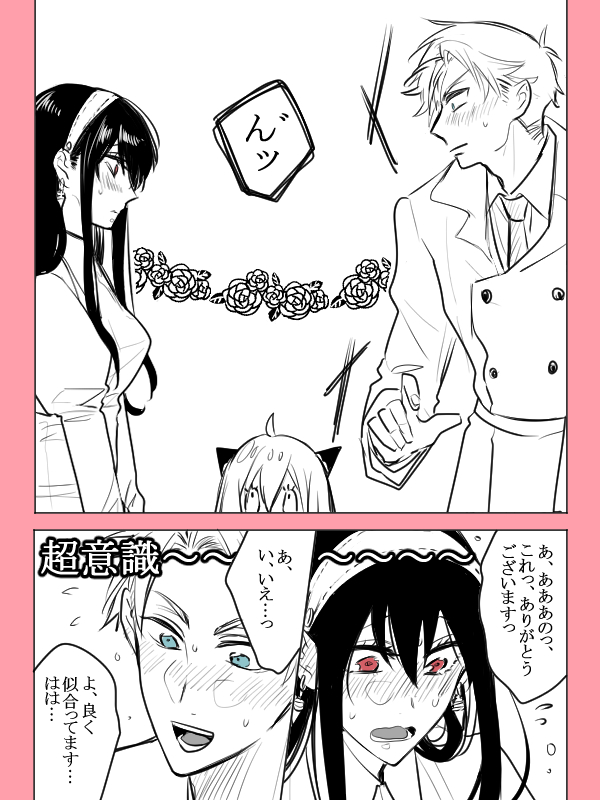 ん゛ッ
超意識〜〜〜〜〜〜
あ、あああのっ、
これっ、ありがとう
ございますっ
あ、
い、いえ…っ
よ、良く
似合ってます…
はは…